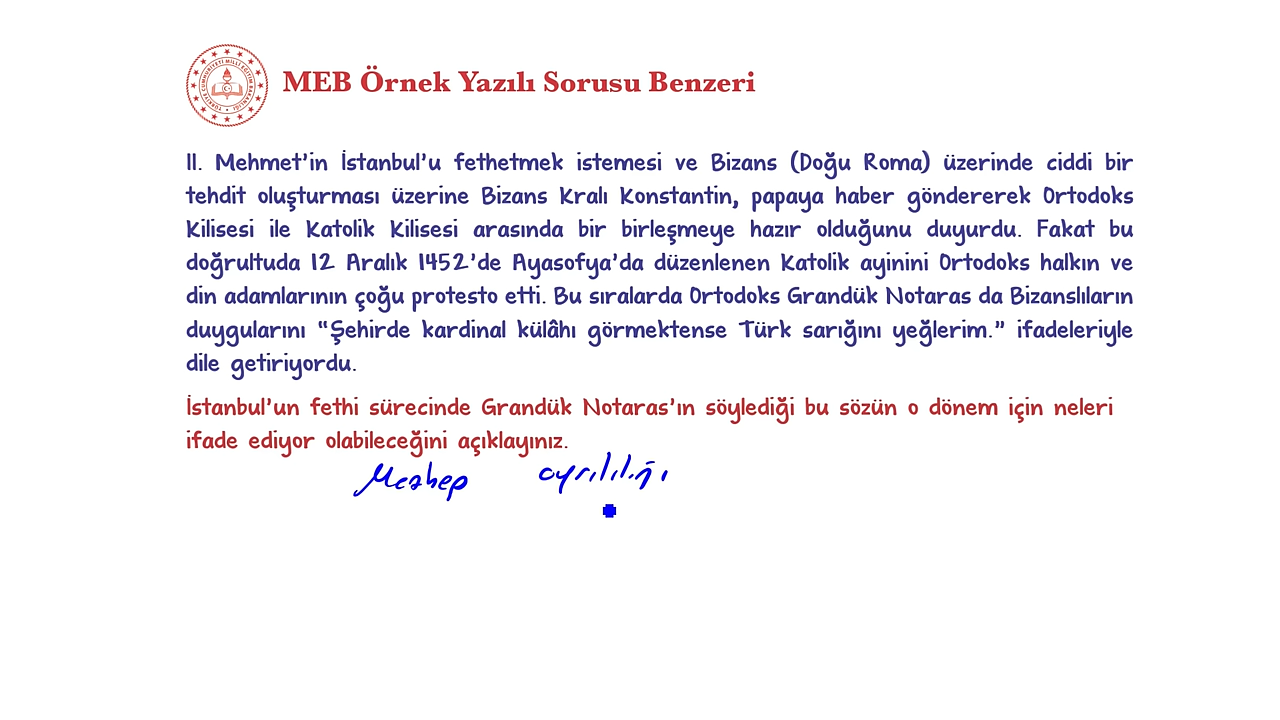 MEB Örnek Yazılı Sorusu Benzeri
II. Mehmet'in İstanbul'u fethetmek istemesi ve Bizans (Doğu Roma) üzerinde ciddi bir
tehdit oluşturması üzerine Bizans Kralı Konstantin, papaya haber göndererek Ortodoks
Kilisesi ile Katolik Kilisesi arasında bir birleşmeye hazır olduğunu duyurdu. Fakat bu
doğrultuda 12 Aralık 1452'de Ayasofya'da düzenlenen Katolik ayinini Ortodoks halkın ve
din adamlarının çoğu protesto etti. Bu sıralarda Ortodoks Grandük Notaras da Bizanslıların
duygularını "Şehirde kardinal külâhı görmektense Türk sarığını yeğlerim." ifadeleriyle
dile getiriyordu.
İstanbul'un fethi sürecinde Grandük Notaras'ın söylediği bu sözün o dönem için neleri
ifade ediyor olabileceğini açıklayınız.
Mezhep ayrılılığı